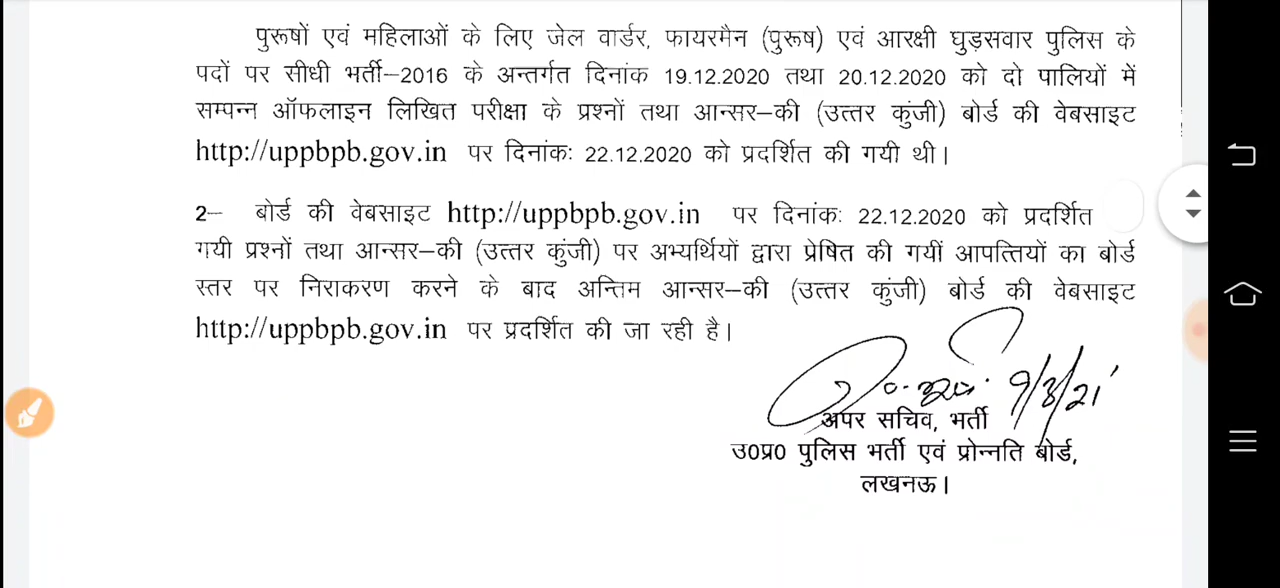 पुरूषों एवं महिलाओं के लिए जेल वार्डर, फायरमैन (पुरूष) एवं आरक्षी घुड़सवार पुलिस के
पदों पर सीधी भर्ती–2016 के अन्तर्गत दिनांक 19.12.2020 तथा 20.12.2020 को दो पालियों में
सम्पन्न ऑफलाइन लिखित परीक्षा के प्रश्नों तथा आन्सर–की (उत्तर कुंजी) बोर्ड की वेबसाइट
http://uppbpb.gov.in पर दिनांकः 22.12.2020 को प्रदर्शित की गयी थी।
2– बोर्ड की वेबसाइट http://uppbpb.gov.in पर दिनांकः 22.12.2020 को प्रदर्शित
गयी प्रश्नों तथा आन्सर–की (उत्तर कुंजी) पर अभ्यर्थियों द्वारा प्रेषित की गयीं आपत्तियों का बोर्ड
स्तर पर निराकरण करने के बाद अन्तिम आन्सर–की (उत्तर कुंजी) बोर्ड की वेबसाइट
http://uppbpb.gov.in पर प्रदर्शित की जा रही है।
9/3/21
अपर सचिव, भर्ती
उ0प्र0 पुलिस भर्ती एवं प्रोन्नति बोर्ड,
लखनऊ।